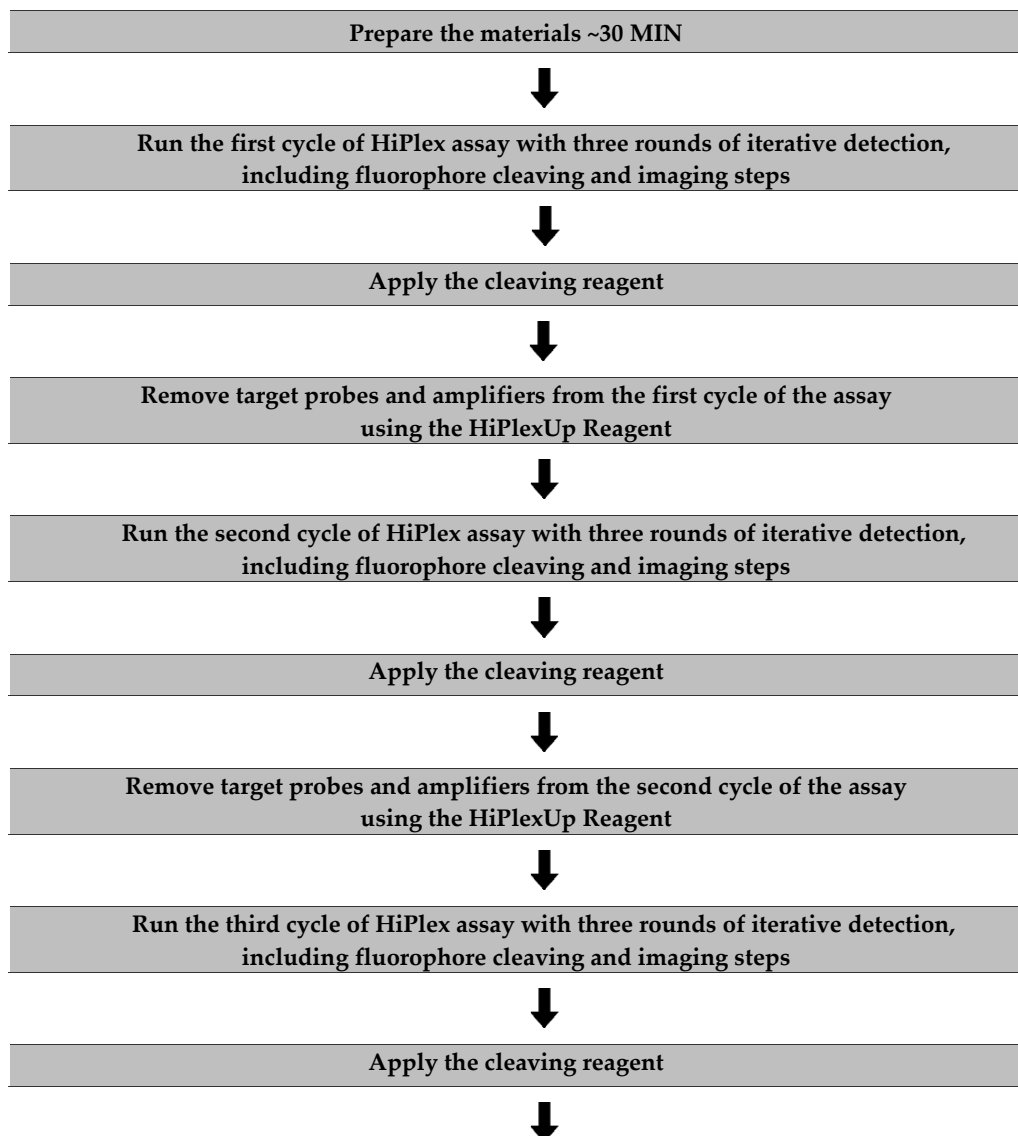 Prepare the materials ~30 MIN
Run the first cycle of HiPlex assay with three rounds of iterative detection,
including fluorophore cleaving and imaging steps
Apply the cleaving reagent
Remove target probes and amplifiers from the first cycle of the assay
using the HiPlexUp Reagent
Run the second cycle of HiPlex assay with three rounds of iterative detection,
including fluorophore cleaving and imaging steps
Apply the cleaving reagent
Remove target probes and amplifiers from the second cycle of the assay
using the HiPlexUp Reagent
Run the third cycle of HiPlex assay with three rounds of iterative detection,
including fluorophore cleaving and imaging steps
Apply the cleaving reagent